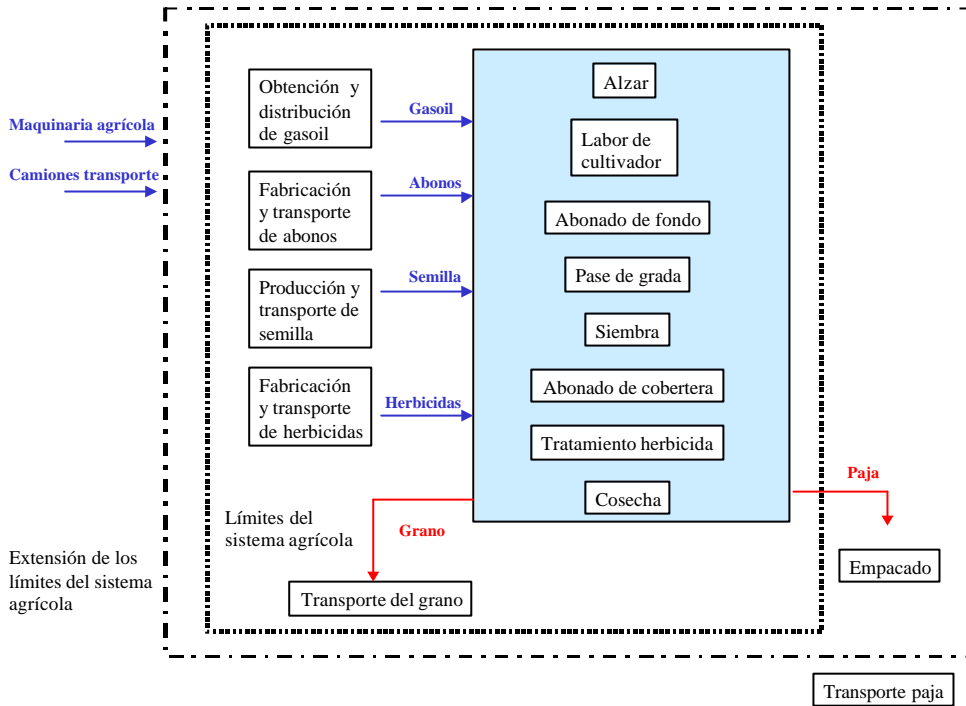 Maquinaria agrícola
Camiones transporte
Obtención y
distribución
de gasoil
Gasoil
Fabricación
y transporte
de abonos
Abonos
Producción y
transporte de
semilla
Semilla
Fabricación
y transporte
de herbicidas
Herbicidas
Alzar
Labor de
cultivador
Abonado de fondo
Pase de grada
Siembra
Abonado de cobertera
Tratamiento herbicida
Cosecha
Paja
Grano
Límites del
sistema agrícola
Extensión de los
límites del sistema
agrícola
Transporte del grano
Empacado
Transporte paja